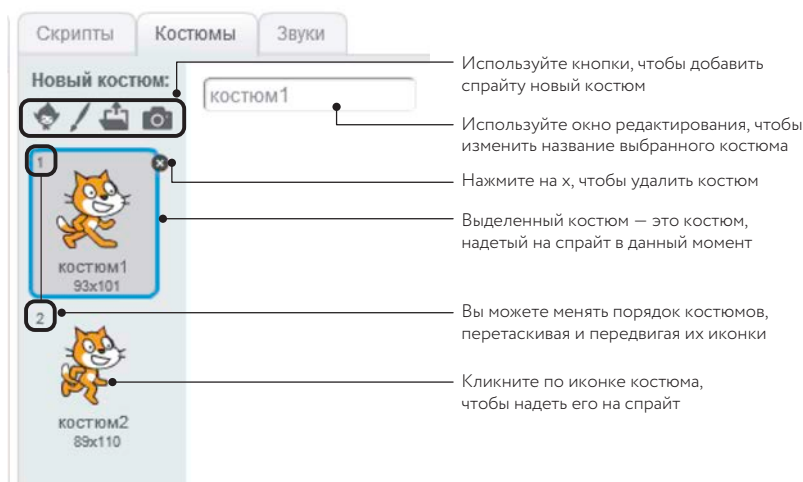 Скрипты Костюмы Звуки
Новый костюм:
костюм1
1
костюм1
93x101
2
костюм2
89x110
Используйте кнопки, чтобы добавить
спрайту новый костюм
Используйте окно редактирования, чтобы
изменить название выбранного костюма
Нажмите на x, чтобы удалить костюм
Выделенный костюм — это костюм,
надетый на спрайт в данный момент
Вы можете менять порядок костюмов,
перетаскивая и передвигая их иконки
Кликните по иконке костюма,
чтобы надеть его на спрайт